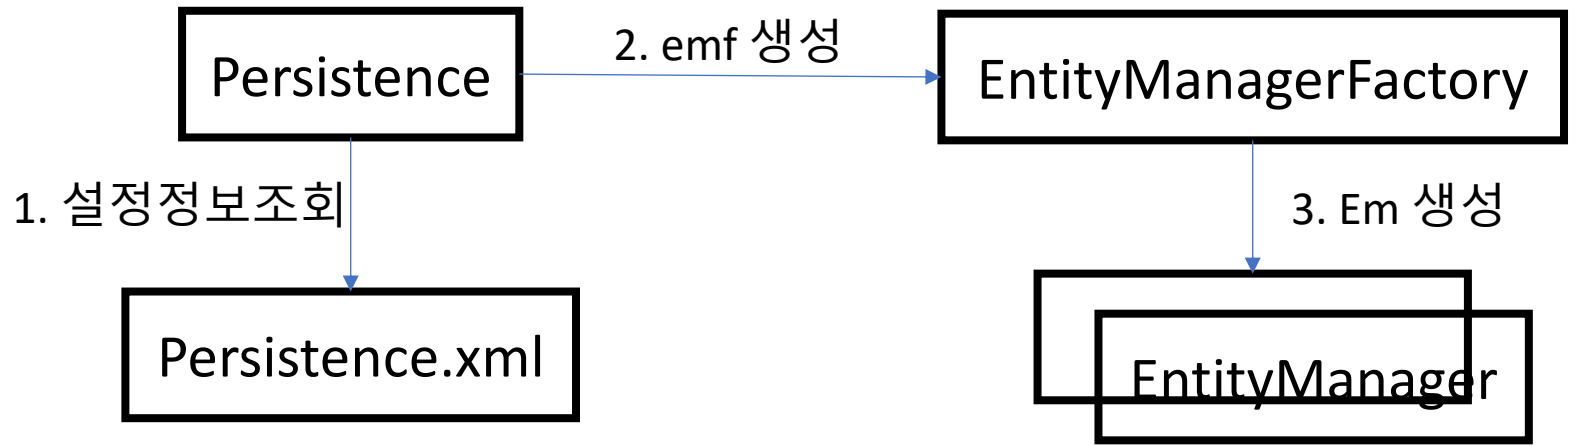 Persistence
2. emf 생성
EntityManagerFactory
1. 설정정보조회
3. Em 생성
Persistence.xml
EntityManager